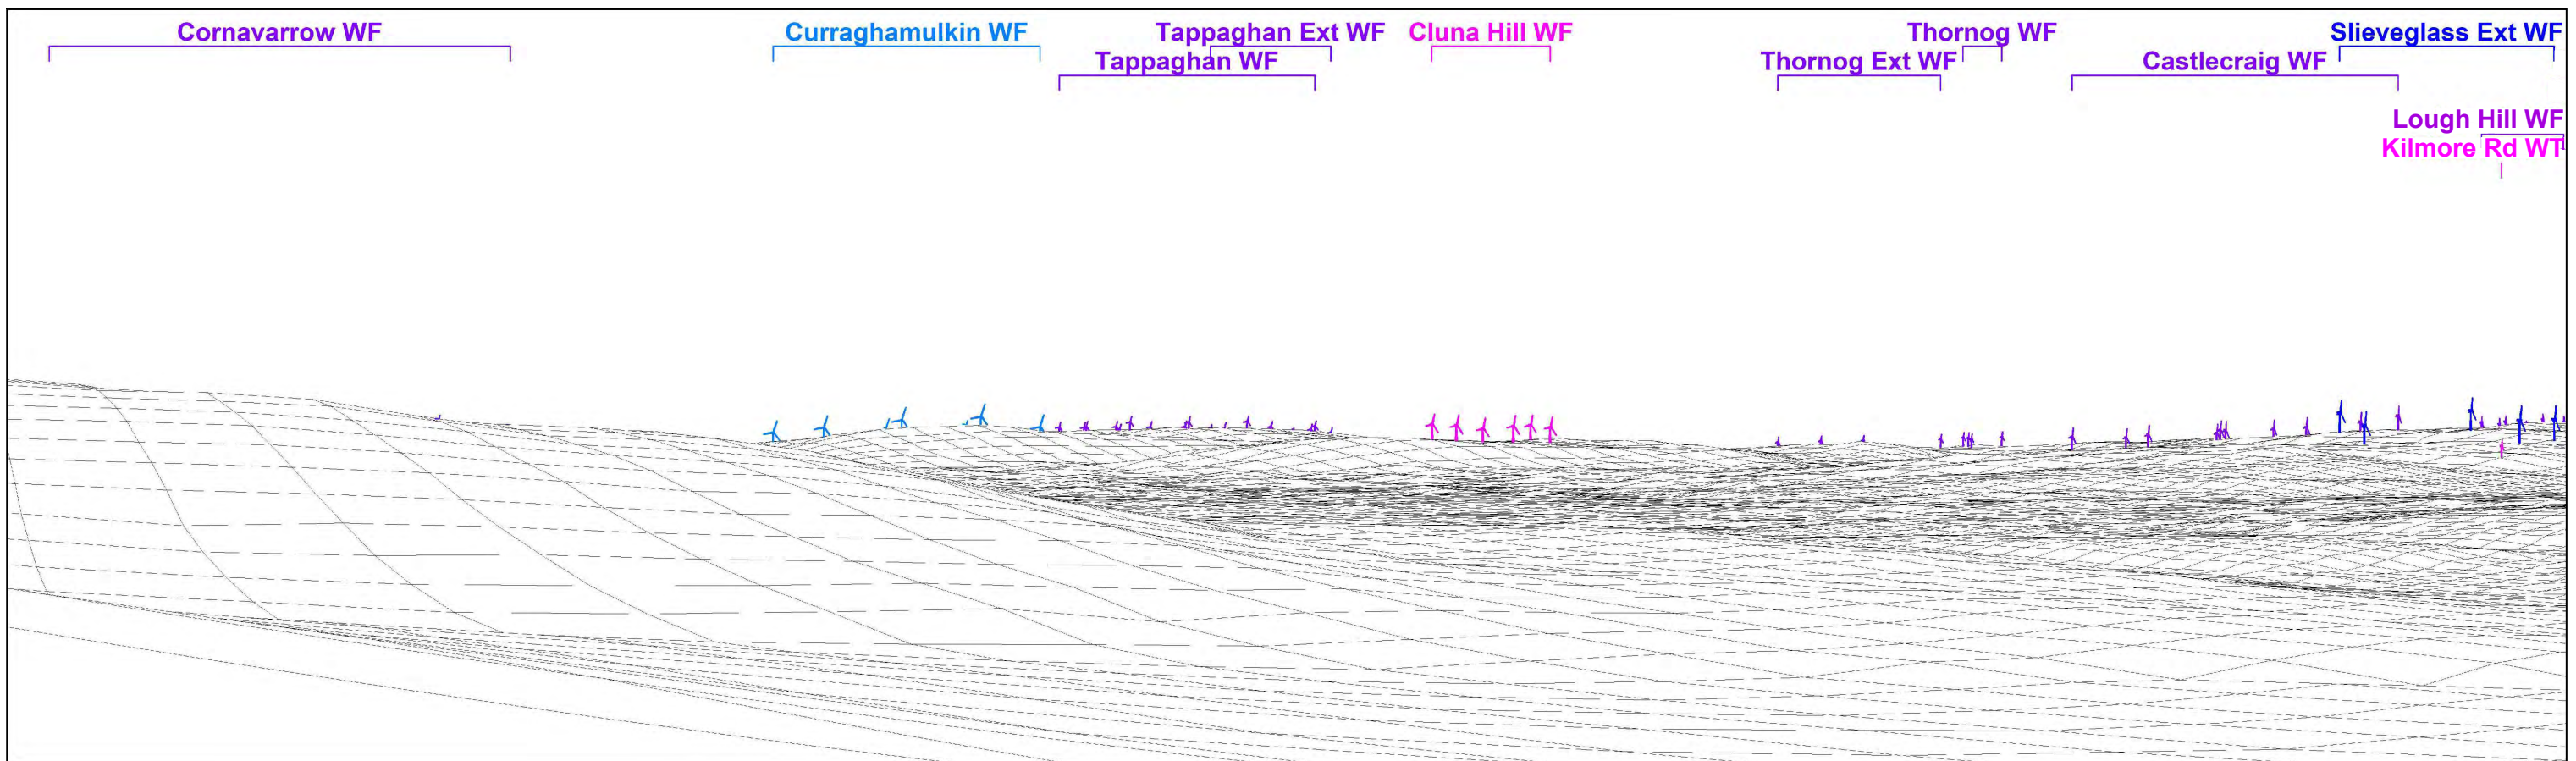 Cornavarrow WF
Curraghamulkin WF
Tappaghan Ext WF
Cluna Hill WF
Thornog WF
Slieveglass Ext WF
Tappaghan WF
Thornog Ext WF
Castlecraig WF
Lough Hill WF
Kilmore Rd WT